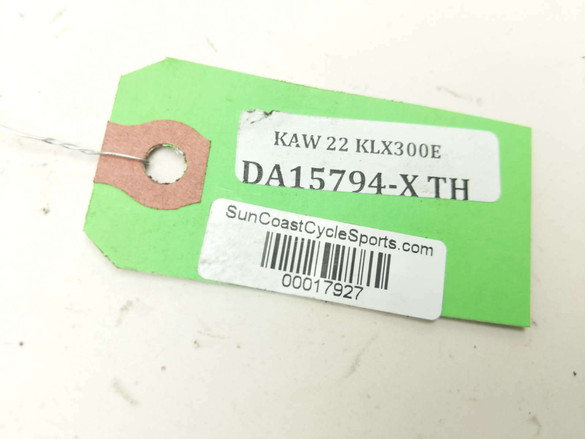 KAW 22 KLX300E
DA15794-X TH
SunCoastCycleSports.com
00017927